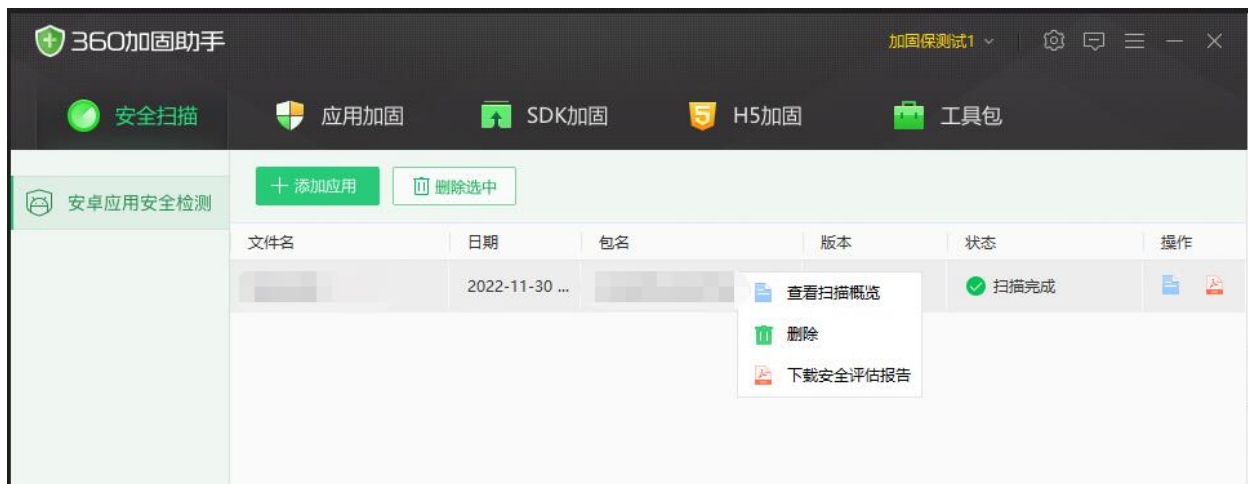 360加固助手
加固保测试1
安全扫描 应用加固 SDK加固 H5加固 工具包
安卓应用安全检测
添加应用 删除选中
文件名 日期 包名 版本 状态 操作
2022-11-30 ... 扫描完成
查看扫描概览
删除
下载安全评估报告